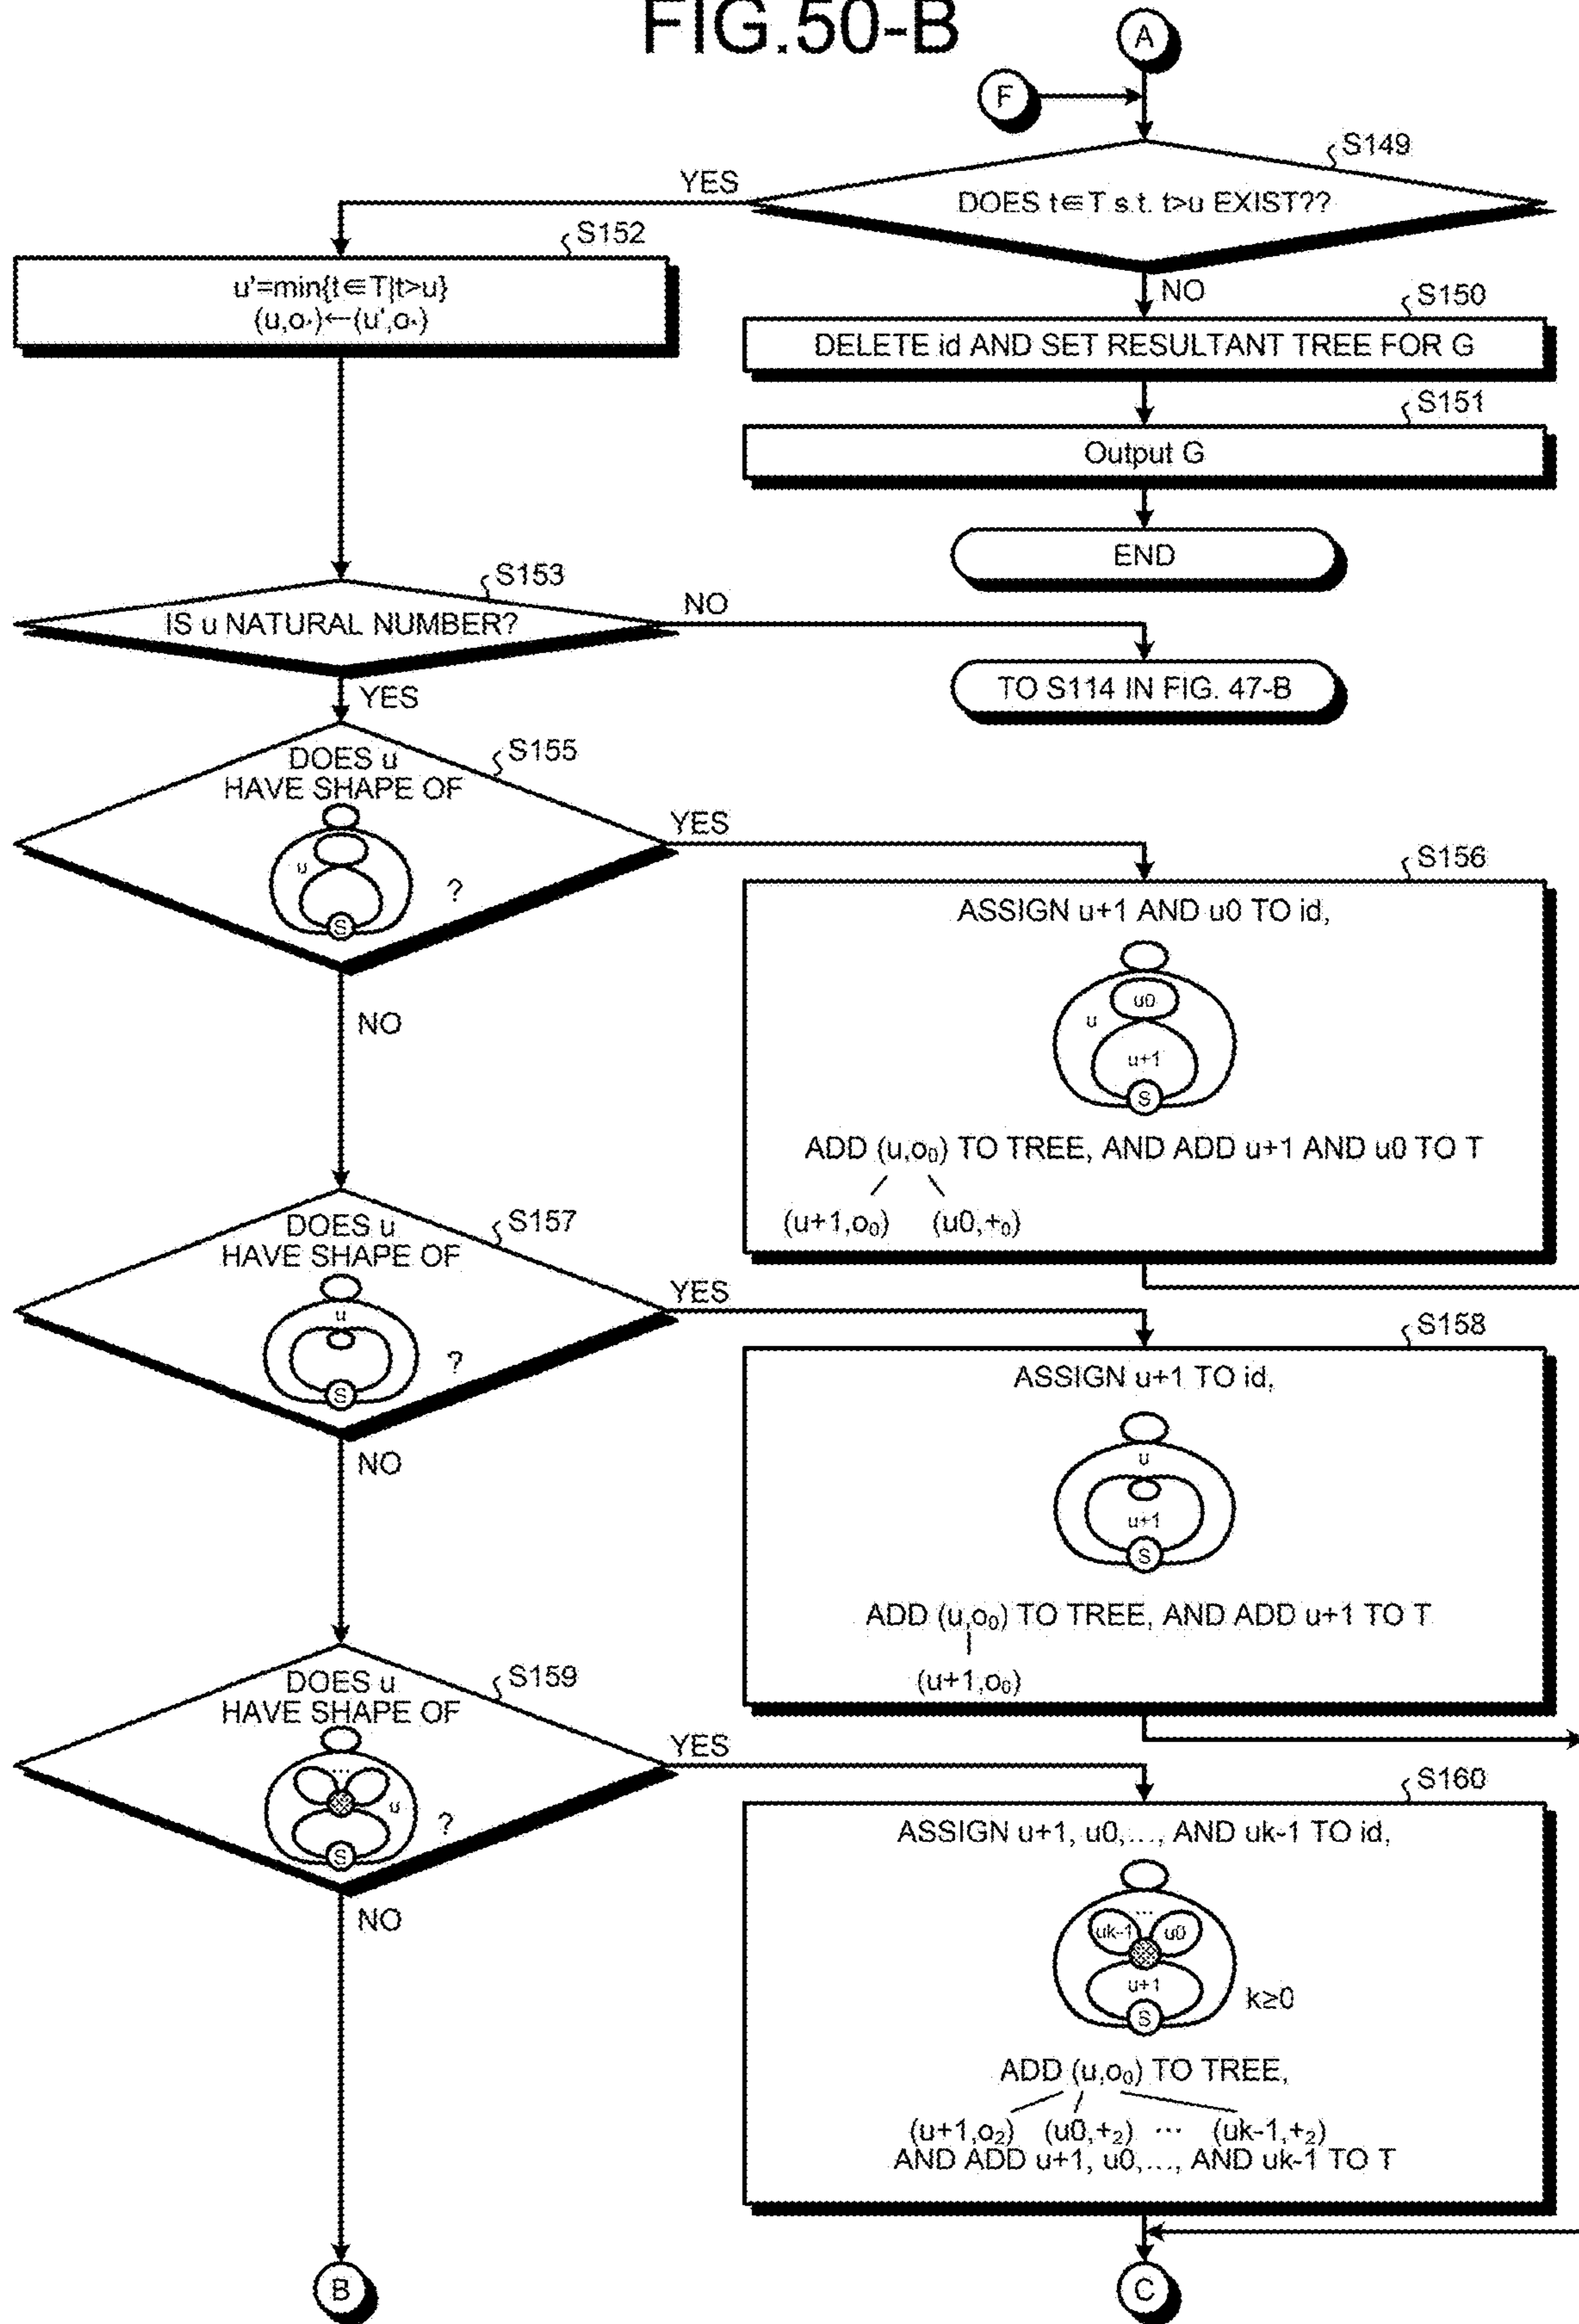 FIG.50-B
A
F
S149
DOES t∈T s.t. t>u EXIST??
YES
NO
S152
u'=min{t∈T|t>u}
(u,o*)←(u',o*)
S150
DELETE id AND SET RESULTANT TREE FOR G
S151
Output G
END
S153
IS u NATURAL NUMBER?
NO
TO S114 IN FIG. 47-B
YES
S155
DOES u
HAVE SHAPE OF
u
S
?
YES
NO
S156
ASSIGN u+1 AND u0 TO id,
u0
u
u+1
S
ADD (u,o₀) TO TREE, AND ADD u+1 AND u0 TO T
(u+1,o₀) (u0,+₀)
S157
DOES u
HAVE SHAPE OF
u
S
?
YES
NO
S158
ASSIGN u+1 TO id,
u
u+1
S
ADD (u,o₀) TO TREE, AND ADD u+1 TO T
(u+1,o₀)
S159
DOES u
HAVE SHAPE OF
...
u
S
?
YES
NO
S160
ASSIGN u+1, u0,..., AND uk-1 TO id,
...
uk-1 u0
u+1
S
k≥0
ADD (u,o₀) TO TREE,
(u+1,o₂) (u0,+₂) ... (uk-1,+₂)
AND ADD u+1, u0,..., AND uk-1 TO T
B
C